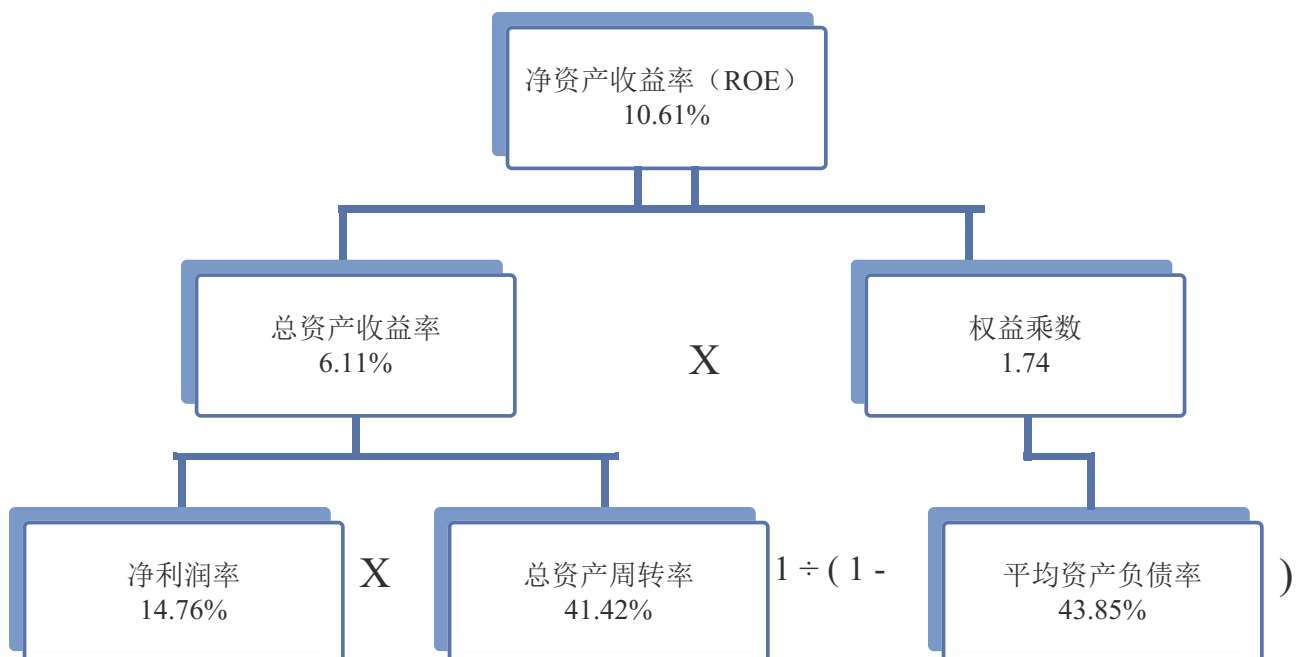 净资产收益率（ROE）
10.61%
总资产收益率
6.11%
X
权益乘数
1.74
净利润率
14.76%
X
总资产周转率
41.42%
1 ÷ ( 1 -
平均资产负债率
43.85%
)